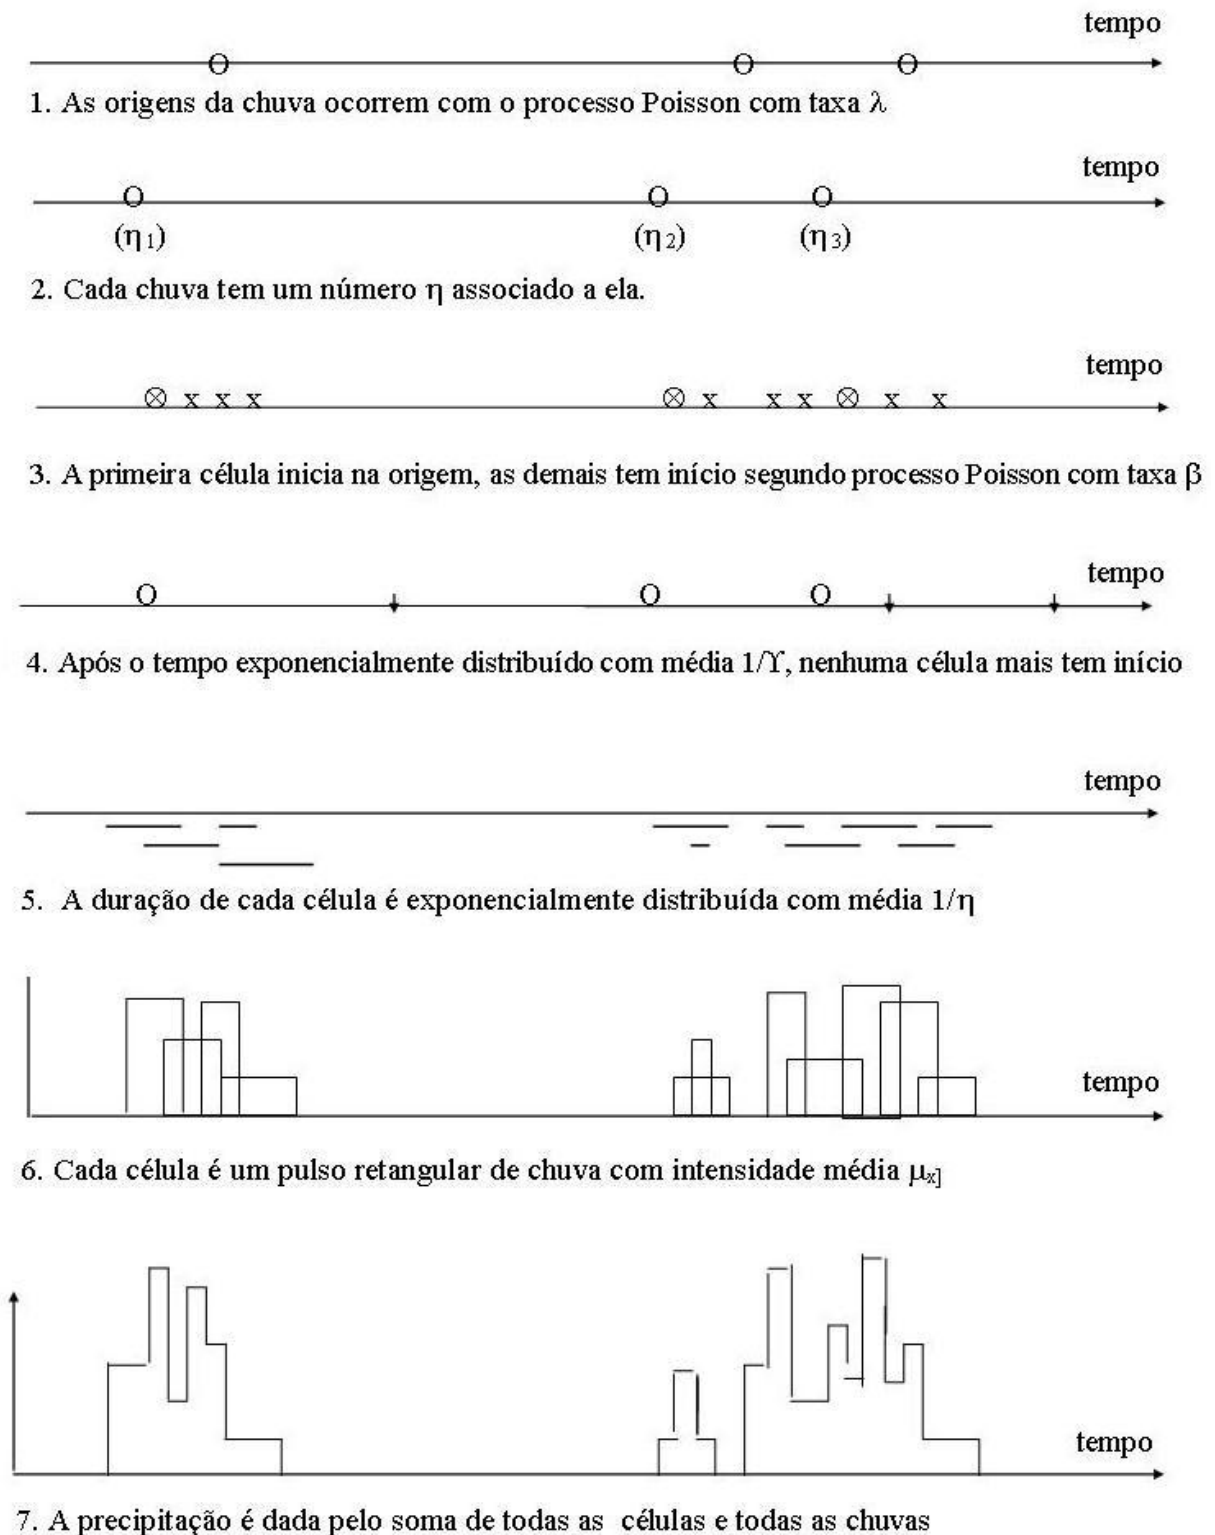 tempo
O O O
1. As origens da chuva ocorrem com o processo Poisson com taxa λ
tempo
O O O
(η1) (η2) (η3)
2. Cada chuva tem um número η associado a ela.
tempo
⊗ x x x ⊗ x x x ⊗ x x
3. A primeira célula inicia na origem, as demais tem início segundo processo Poisson com taxa β
tempo
O O O
4. Após o tempo exponencialmente distribuído com média 1/ϒ, nenhuma célula mais tem início
tempo
5. A duração de cada célula é exponencialmente distribuída com média 1/η
tempo
6. Cada célula é um pulso retangular de chuva com intensidade média μx]
tempo
7. A precipitação é dada pelo soma de todas as células e todas as chuvas